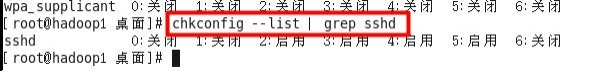 wpa_supplicant 0:关闭 1:关闭 2:关闭 3:关闭 4:关闭 5:关闭 6:关闭
[root@hadoop1 桌面]# chkconfig --list | grep sshd
sshd 0:关闭 1:关闭 2:启用 3:启用 4:启用 5:启用 6:关闭
[root@hadoop1 桌面]#